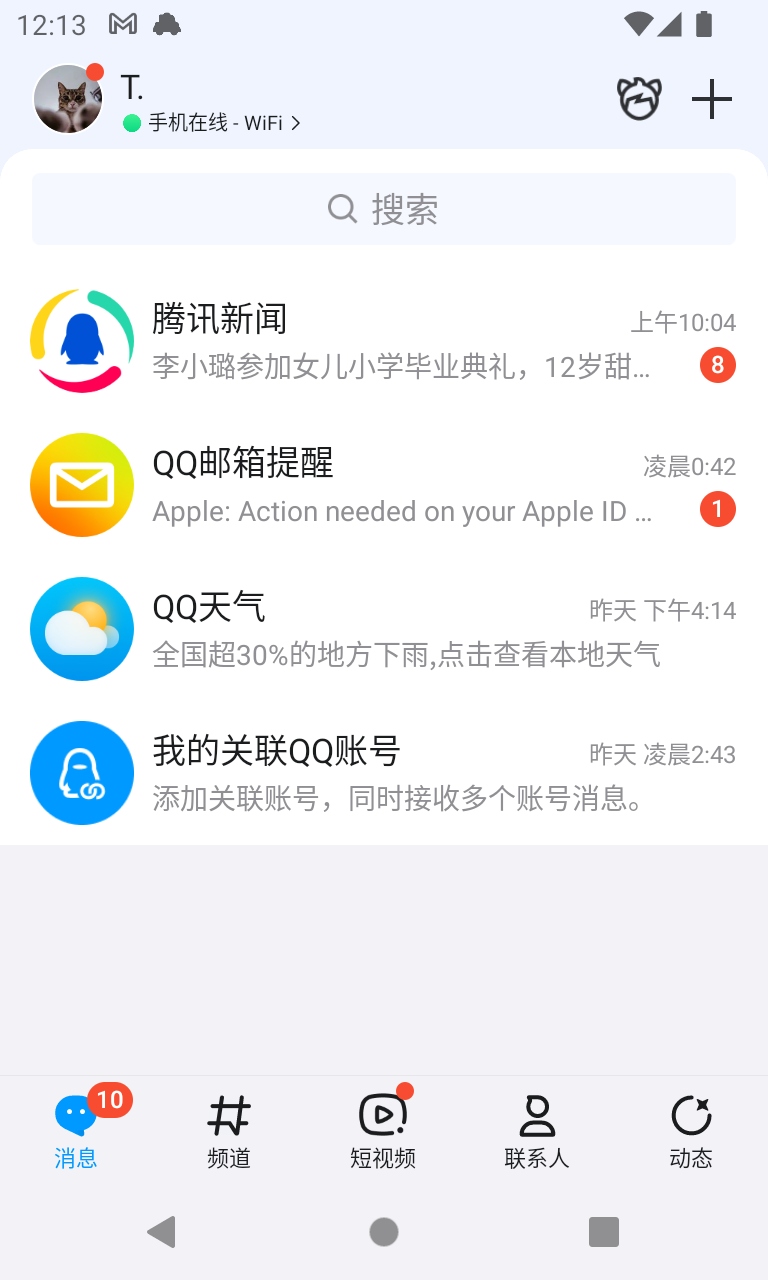 12:13
T.
手机在线 - WiFi
搜索
腾讯新闻
上午10:04
李小璐参加女儿小学毕业典礼，12岁甜...
8
QQ邮箱提醒
凌晨0:42
Apple: Action needed on your Apple ID ...
1
QQ天气
昨天 下午4:14
全国超30%的地方下雨,点击查看本地天气
我的关联QQ账号
昨天 凌晨2:43
添加关联账号，同时接收多个账号消息。
10
消息
频道
短视频
联系人
动态